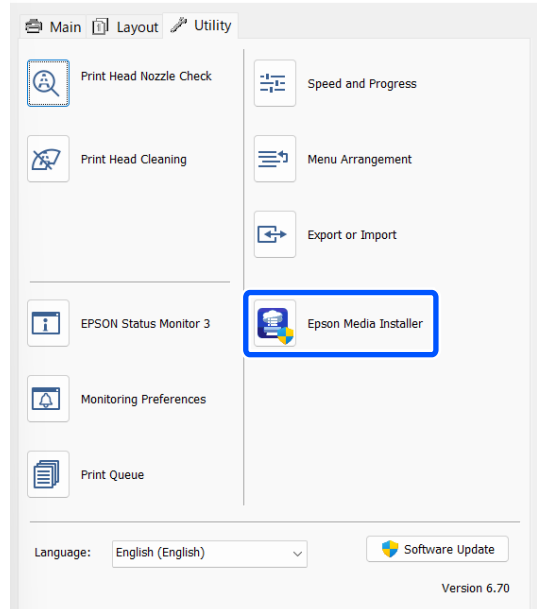 Main
Layout
Utility
Print Head Nozzle Check
Speed and Progress
Print Head Cleaning
Menu Arrangement
Export or Import
EPSON Status Monitor 3
Epson Media Installer
Monitoring Preferences
Print Queue
Language:
English (English)
Software Update
Version 6.70